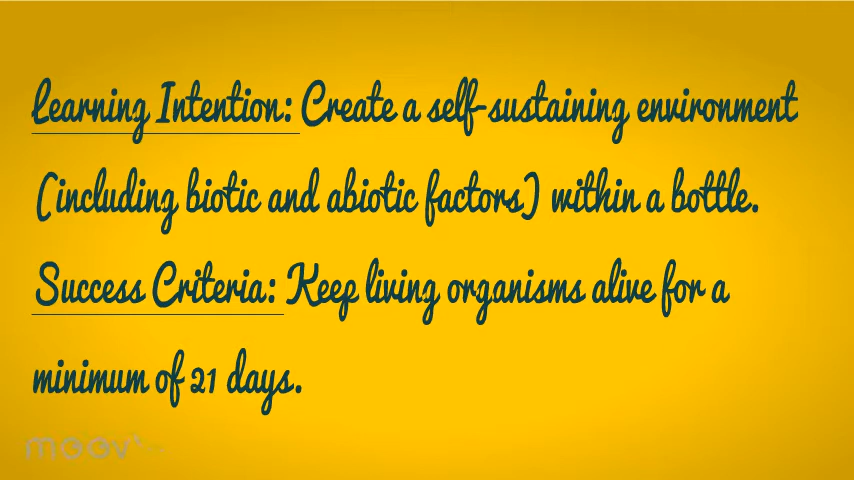 Learning Intention: Create a self-sustaining environment
(including biotic and abiotic factors) within a bottle.
Success Criteria: Keep living organisms alive for a
minimum of 21 days.
moov